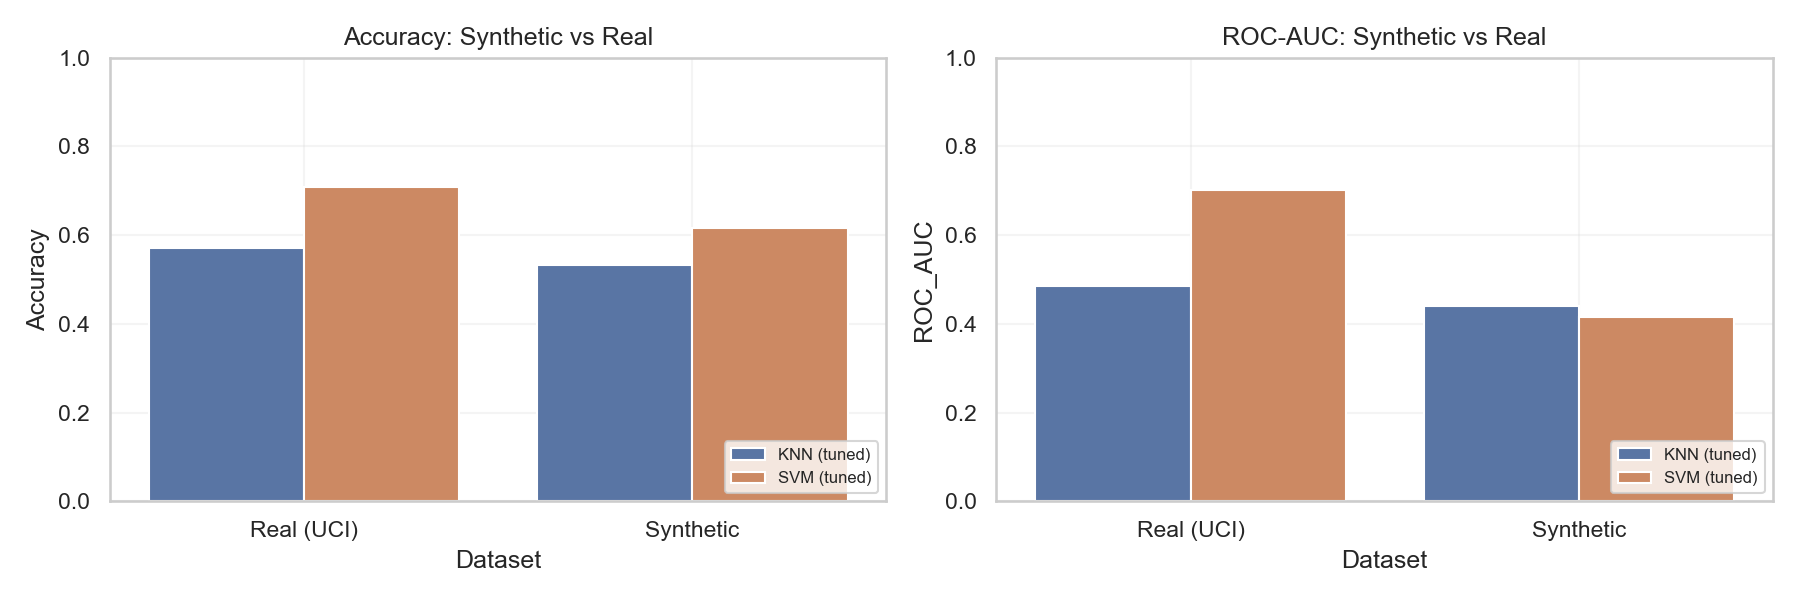 Accuracy: Synthetic vs Real
1.0
0.8
0.6
0.4
0.2
0.0
Accuracy
Real (UCI)
Synthetic
Dataset
KNN (tuned)
SVM (tuned)
ROC-AUC: Synthetic vs Real
1.0
0.8
0.6
0.4
0.2
0.0
ROC_AUC
Real (UCI)
Synthetic
Dataset
KNN (tuned)
SVM (tuned)